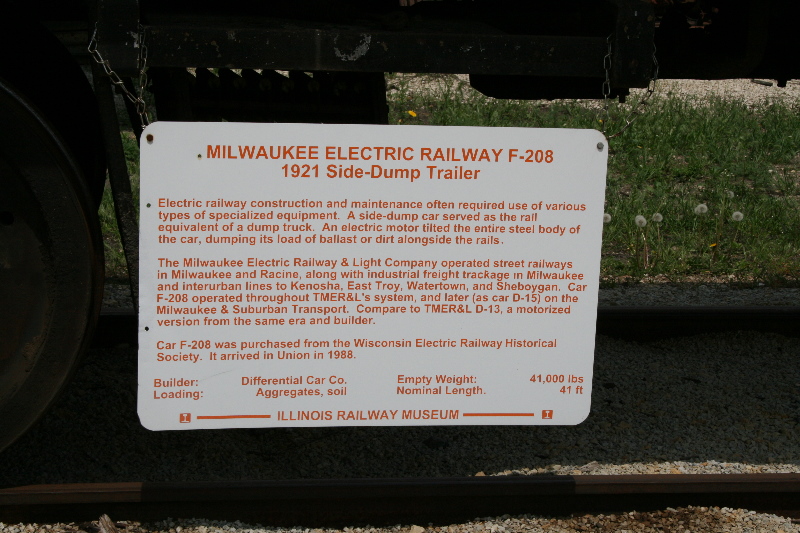 MILWAUKEE ELECTRIC RAILWAY F-208
1921 Side-Dump Trailer
Electric railway construction and maintenance often required use of various
types of specialized equipment. A side-dump car served as the rail
equivalent of a dump truck. An electric motor tilted the entire steel body of
the car, dumping its load of ballast or dirt alongside the rails.
The Milwaukee Electric Railway & Light Company operated street railways
in Milwaukee and Racine, along with industrial freight trackage in Milwaukee
and interurban lines to Kenosha, East Troy, Watertown, and Sheboygan. Car
F-208 operated throughout TMER&L's system, and later (as car D-15) on the
Milwaukee & Suburban Transport. Compare to TMER&L D-13, a motorized
version from the same era and builder.
Car F-208 was purchased from the Wisconsin Electric Railway Historical
Society. It arrived in Union in 1988.
Builder: Differential Car Co. Empty Weight: 41,000 lbs
Loading: Aggregates, soil Nominal Length. 41 ft
I ILLINOIS RAILWAY MUSEUM I